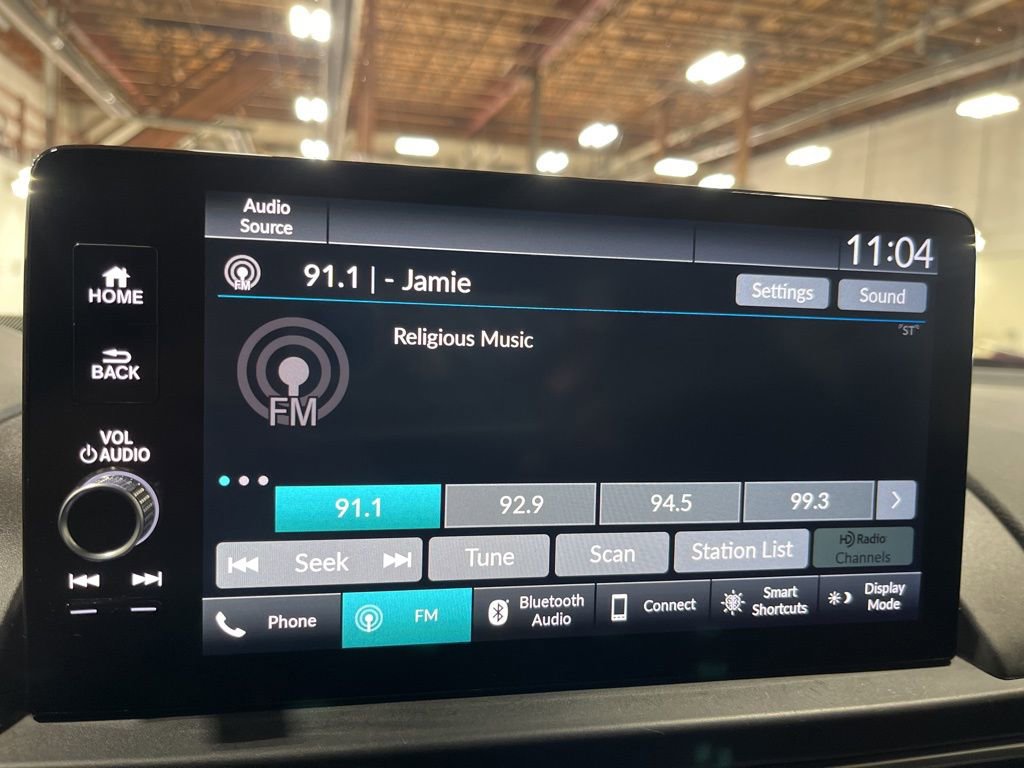 Audio
Source
11:04
FM
91.1 | - Jamie
Settings
Sound
HOME
BACK
VOL
AUDIO
Religious Music
"ST"
FM
91.1
92.9
94.5
99.3
Seek
Tune
Scan
Station List
HD Radio
Channels
Phone
FM
Bluetooth
Audio
Connect
Smart
Shortcuts
Display
Mode